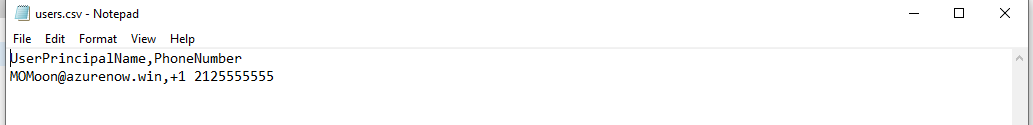 users.csv - Notepad
File Edit Format View Help
UserPrincipalName,PhoneNumber
MOMoon@azurenow.win,+1 2125555555